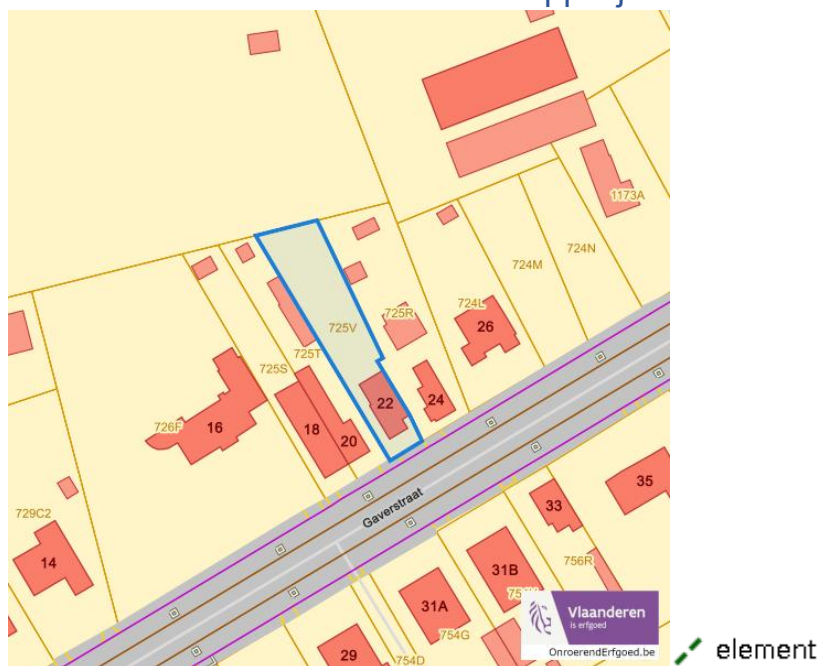 1173A
724N
724M
724L
26
725R
725V
725T
22
24
725S
18
20
16
726F
Gaverstraat
35
33
729C2
14
756R
31B
31A
754G
29
754D
Vlaanderen
is erfgoed
OnroerendErfgoed.be
element